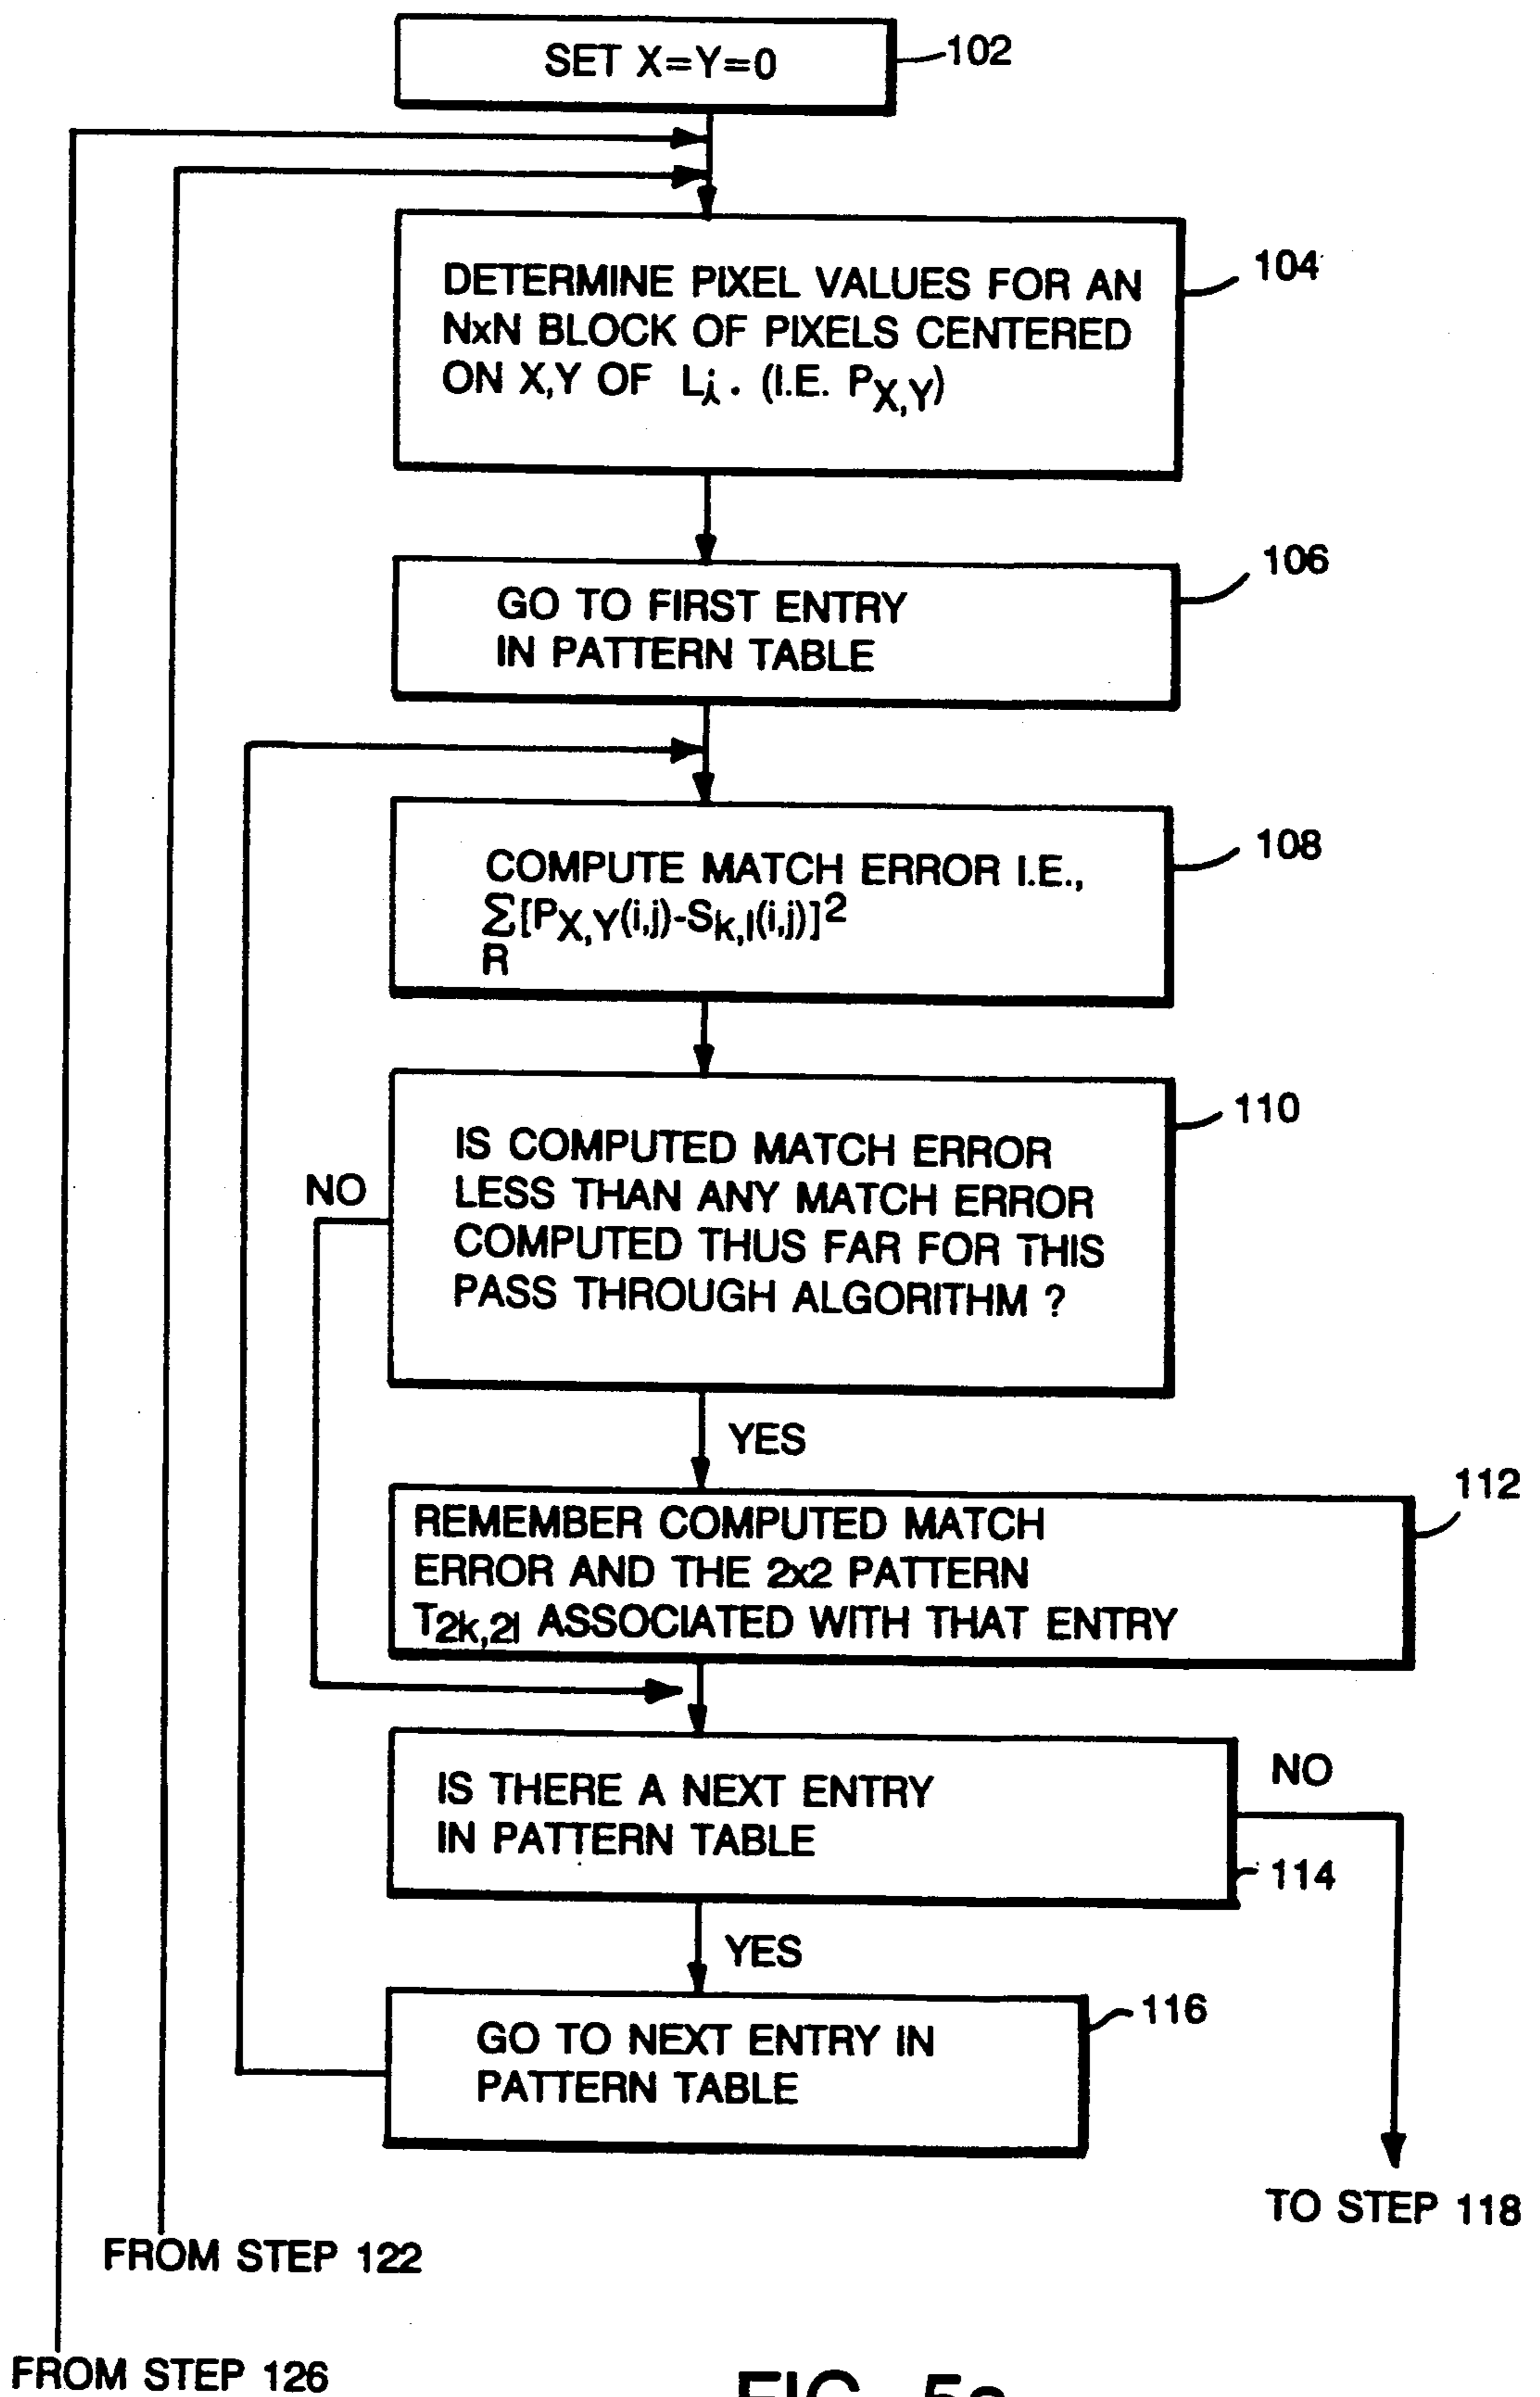 SET X=Y=0
102
DETERMINE PIXEL VALUES FOR AN
NxN BLOCK OF PIXELS CENTERED
ON X,Y OF Li. (I.E. PX,Y)
104
GO TO FIRST ENTRY
IN PATTERN TABLE
106
COMPUTE MATCH ERROR I.E.,
Σ[PX,Y(i,j)-Sk,l(i,j)]2
R
108
IS COMPUTED MATCH ERROR
LESS THAN ANY MATCH ERROR
COMPUTED THUS FAR FOR THIS
PASS THROUGH ALGORITHM ?
110
NO
YES
REMEMBER COMPUTED MATCH
ERROR AND THE 2x2 PATTERN
T2k,2l ASSOCIATED WITH THAT ENTRY
112
IS THERE A NEXT ENTRY
IN PATTERN TABLE
NO
114
YES
GO TO NEXT ENTRY IN
PATTERN TABLE
116
TO STEP 118
FROM STEP 122
FROM STEP 126
FIG. 5a